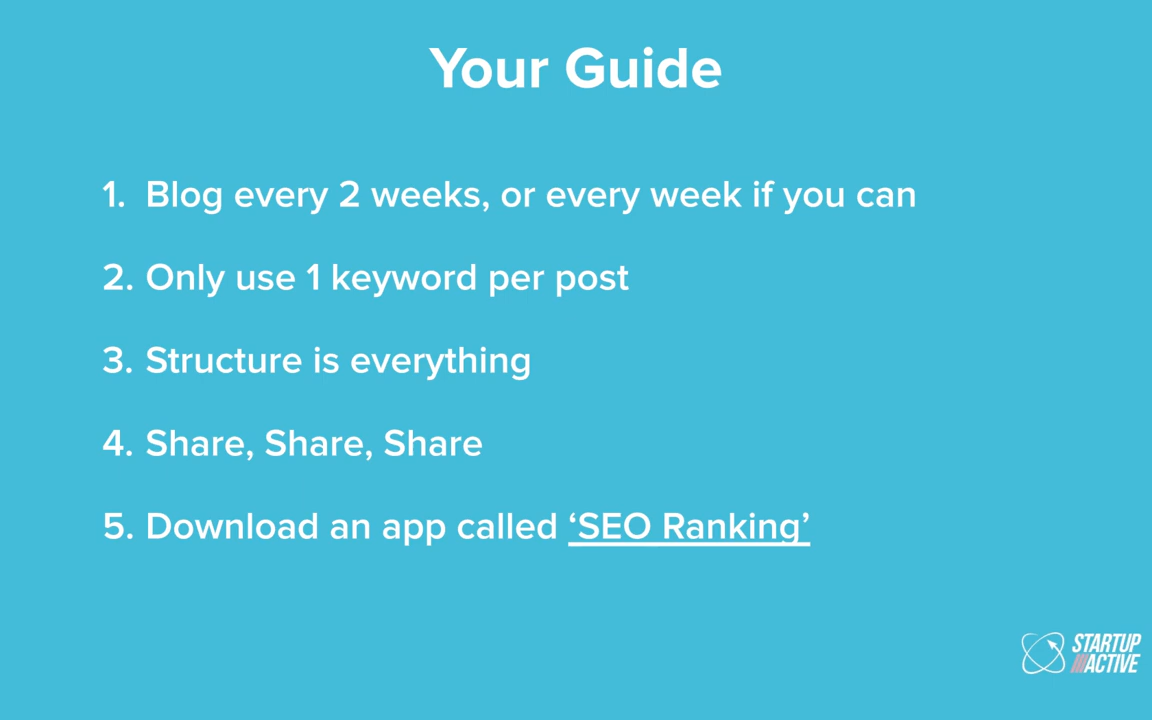 Your Guide
1. Blog every 2 weeks, or every week if you can
2. Only use 1 keyword per post
3. Structure is everything
4. Share, Share, Share
5. Download an app called ‘SEO Ranking’
STARTUP
ACTIVE